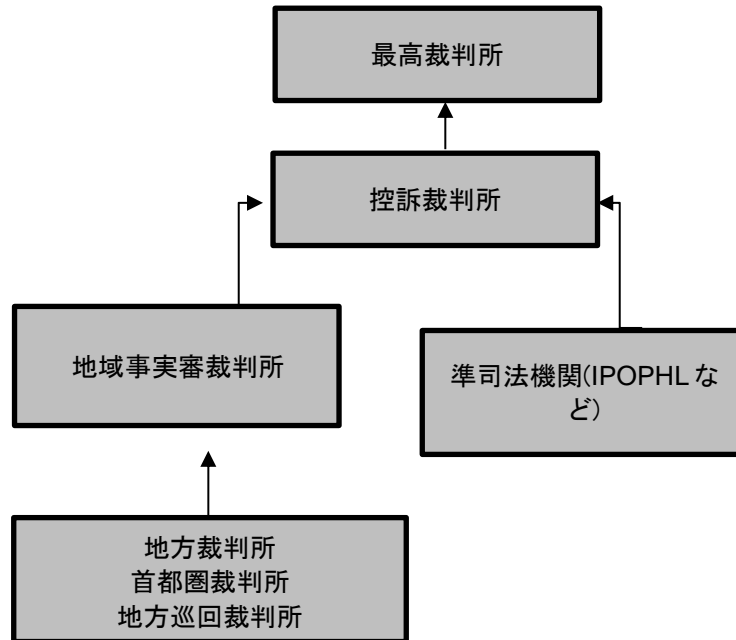 最高裁判所
控訴裁判所
地域事実審裁判所
準司法機関(IPOPHL な
ど)
地方裁判所
首都圏裁判所
地方巡回裁判所